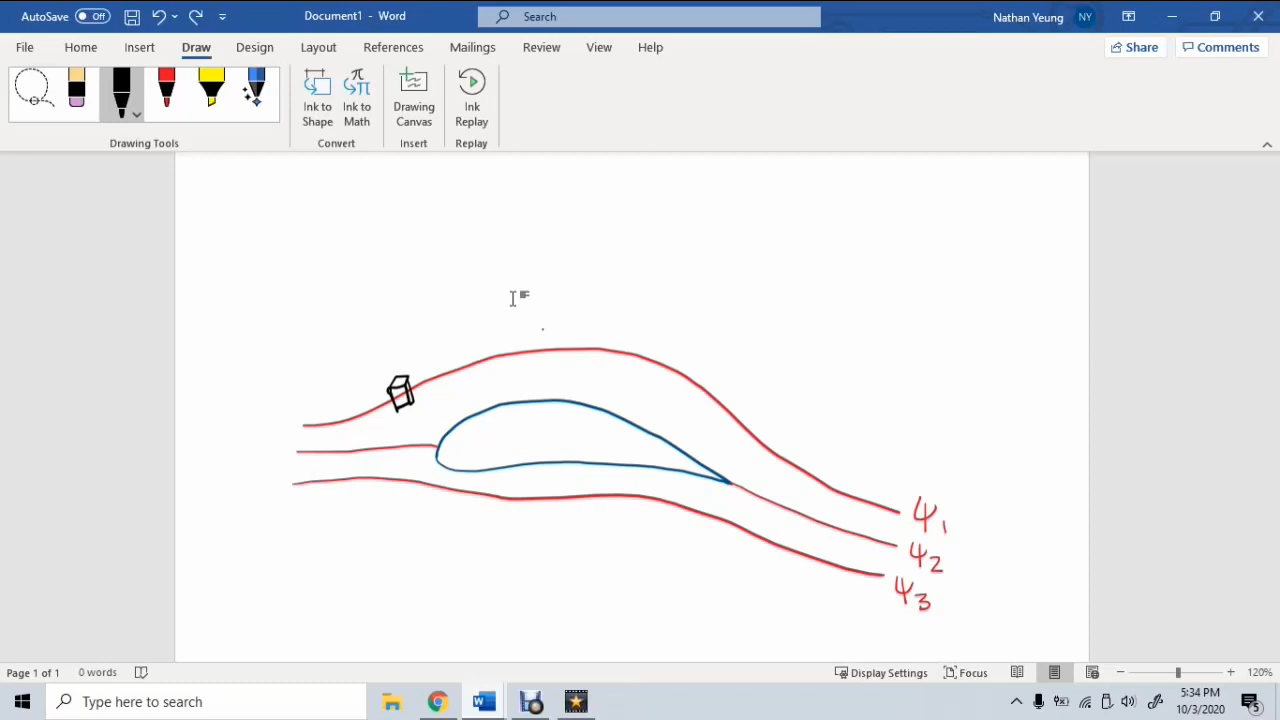 AutoSave Off Document1 - Word Search Nathan Yeung NY
File Home Insert Draw Design Layout References Mailings Review View Help Share Comments
Ink to Shape
Ink to Math
Drawing Canvas
Ink Replay
Drawing Tools Convert Insert Replay
Ψ1
Ψ2
Ψ3
Page 1 of 1 0 words Display Settings Focus 120%
Type here to search
5:34 PM
10/3/2020
5